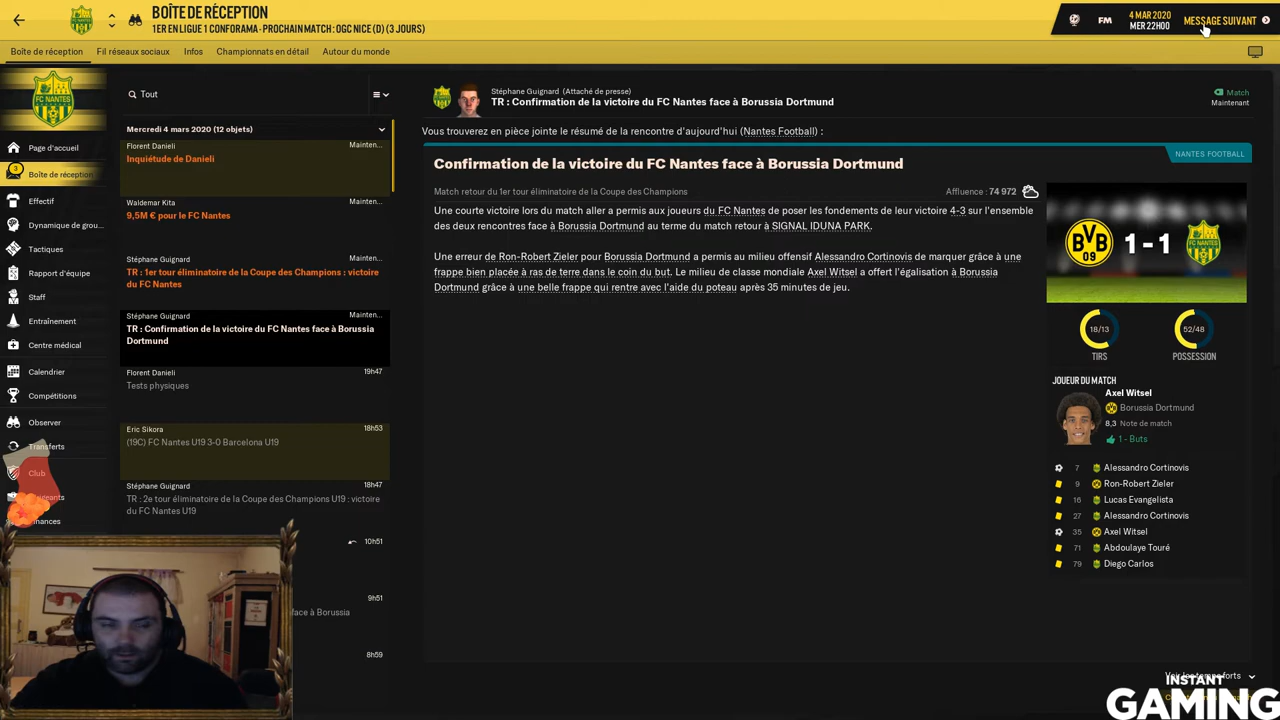 BOÎTE DE RÉCEPTION
1ER EN LIGUE 1 CONFORAMA - PROCHAIN MATCH : OGC NICE (D) (3 JOURS)
FM
4 MAR 2020
MER 22H00
MESSAGE SUIVANT
Boîte de réception
Fil réseaux sociaux
Infos
Championnats en détail
Autour du monde
FC NANTES
Page d'accueil
3
Boîte de réception
Effectif
Dynamique de grou...
Tactiques
Rapport d'équipe
Staff
Entraînement
Centre médical
Calendrier
Compétitions
Observer
Transferts
Club
Finances
Tout
Mercredi 4 mars 2020 (12 objets)
Florent Danieli
Mainten...
Inquiétude de Danieli
Waldemar Kita
Mainten...
9,5M € pour le FC Nantes
Stéphane Guignard
Mainten...
TR : 1er tour éliminatoire de la Coupe des Champions : victoire
du FC Nantes
Stéphane Guignard
Mainten...
TR : Confirmation de la victoire du FC Nantes face à Borussia
Dortmund
Florent Danieli
19h47
Tests physiques
Eric Sikora
18h53
(19C) FC Nantes U19 3-0 Barcelona U19
Stéphane Guignard
18h47
TR : 2e tour éliminatoire de la Coupe des Champions U19 : victoire
du FC Nantes U19
10h51
9h51
face à Borussia
8h59
Stéphane Guignard (Attaché de presse)
TR : Confirmation de la victoire du FC Nantes face à Borussia Dortmund
Match
Maintenant
Vous trouverez en pièce jointe le résumé de la rencontre d'aujourd'hui (Nantes Football) :
NANTES FOOTBALL
Confirmation de la victoire du FC Nantes face à Borussia Dortmund
Match retour du 1er tour éliminatoire de la Coupe des Champions
Affluence : 74 972
Une courte victoire lors du match aller a permis aux joueurs du FC Nantes de poser les fondements de leur victoire 4-3 sur l'ensemble
des deux rencontres face à Borussia Dortmund au terme du match retour à SIGNAL IDUNA PARK.
Une erreur de Ron-Robert Zieler pour Borussia Dortmund a permis au milieu offensif Alessandro Cortinovis de marquer grâce à une
frappe bien placée à ras de terre dans le coin du but. Le milieu de classe mondiale Axel Witsel a offert l'égalisation à Borussia
Dortmund grâce à une belle frappe qui rentre avec l'aide du poteau après 35 minutes de jeu.
BVB
09
1 - 1
18/13
TIRS
52/48
POSSESSION
JOUEUR DU MATCH
Axel Witsel
Borussia Dortmund
8,3 Note de match
1 - Buts
7 Alessandro Cortinovis
9 Ron-Robert Zieler
16 Lucas Evangelista
27 Alessandro Cortinovis
35 Axel Witsel
71 Abdoulaye Touré
79 Diego Carlos
INSTANT
GAMING